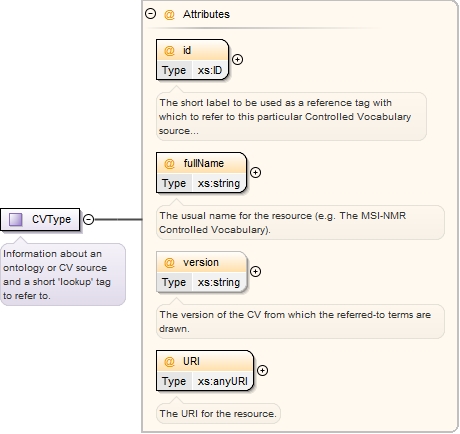 Attributes
@ id
Type xs:ID
The short label to be used as a reference tag with
which to refer to this particular Controlled Vocabulary
source...
@ fullName
Type xs:string
The usual name for the resource (e.g. The MSI-NMR
Controlled Vocabulary).
CVType
Information about an
ontology or CV source
and a short 'lookup' tag
to refer to.
@ version
Type xs:string
The version of the CV from which the referred-to terms are
drawn.
@ URI
Type xs:anyURI
The URI for the resource.